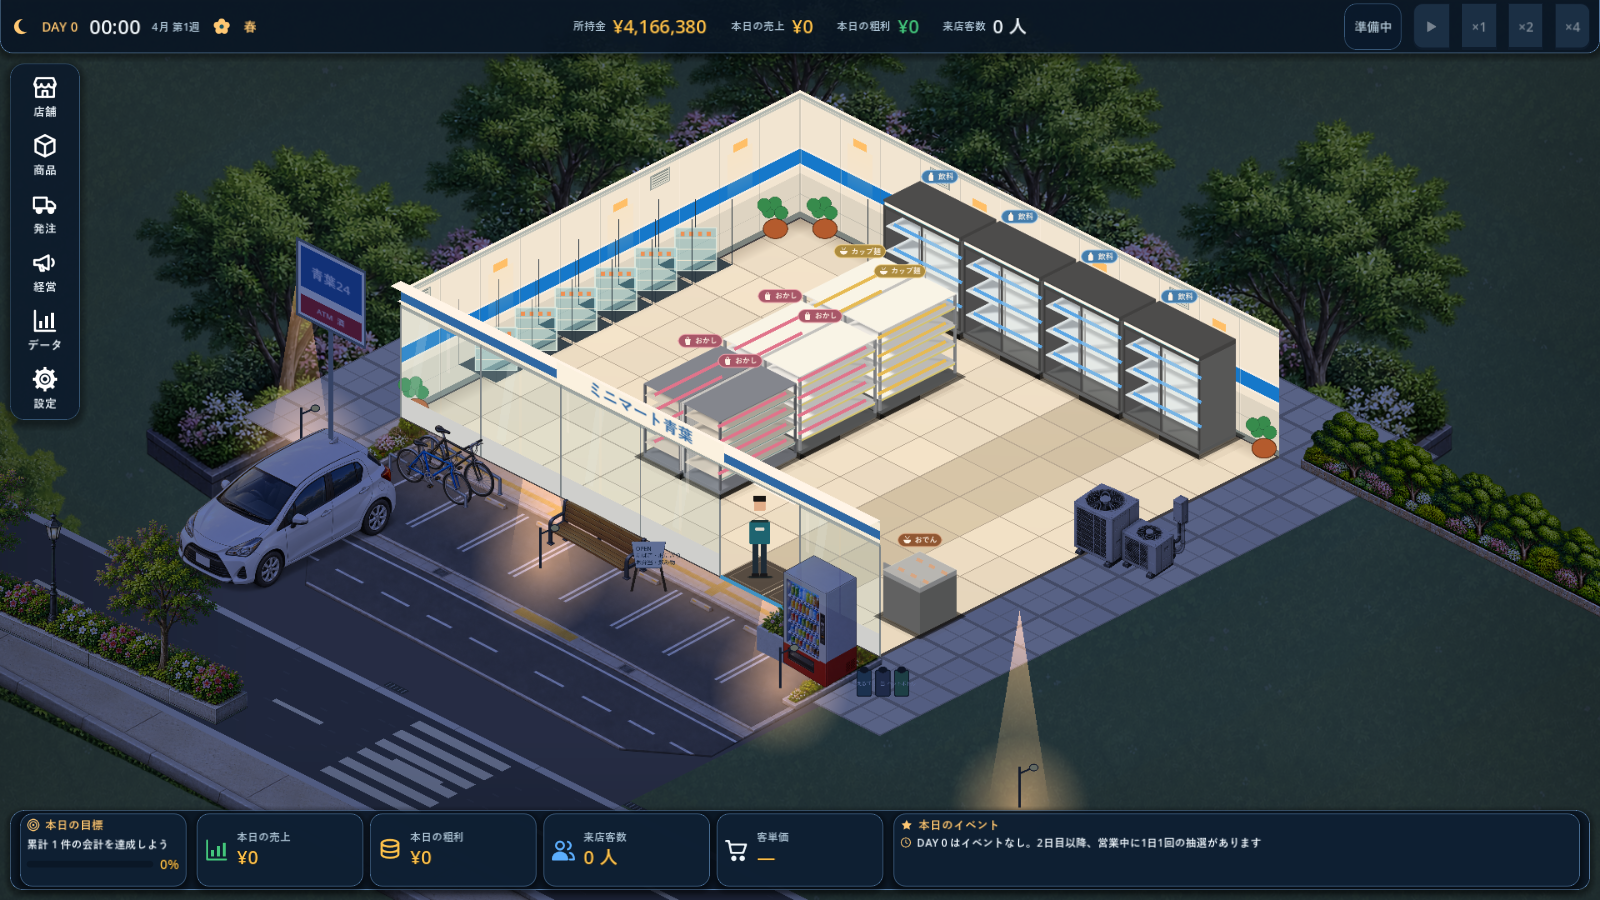 DAY 0 00:00 4月 第1週 春
所持金 ¥4,166,380 本日の売上 ¥0 本日の粗利 ¥0 来店客数 0 人
準備中 ×1 ×2 ×4
店舗
商品
発注
経営
データ
設定
飲料
飲料
飲料
飲料
カップ麺
カップ麺
おかし
おかし
おかし
おかし
青葉24
ATM 酒
ミニマート青葉
OPEN
おでん
本日の目標
累計 1 件の会計を達成しよう
0%
本日の売上
¥0
本日の粗利
¥0
来店客数
0 人
客単価
—
本日のイベント
DAY 0 はイベントなし。2日目以降、営業中に1日1回の抽選があります